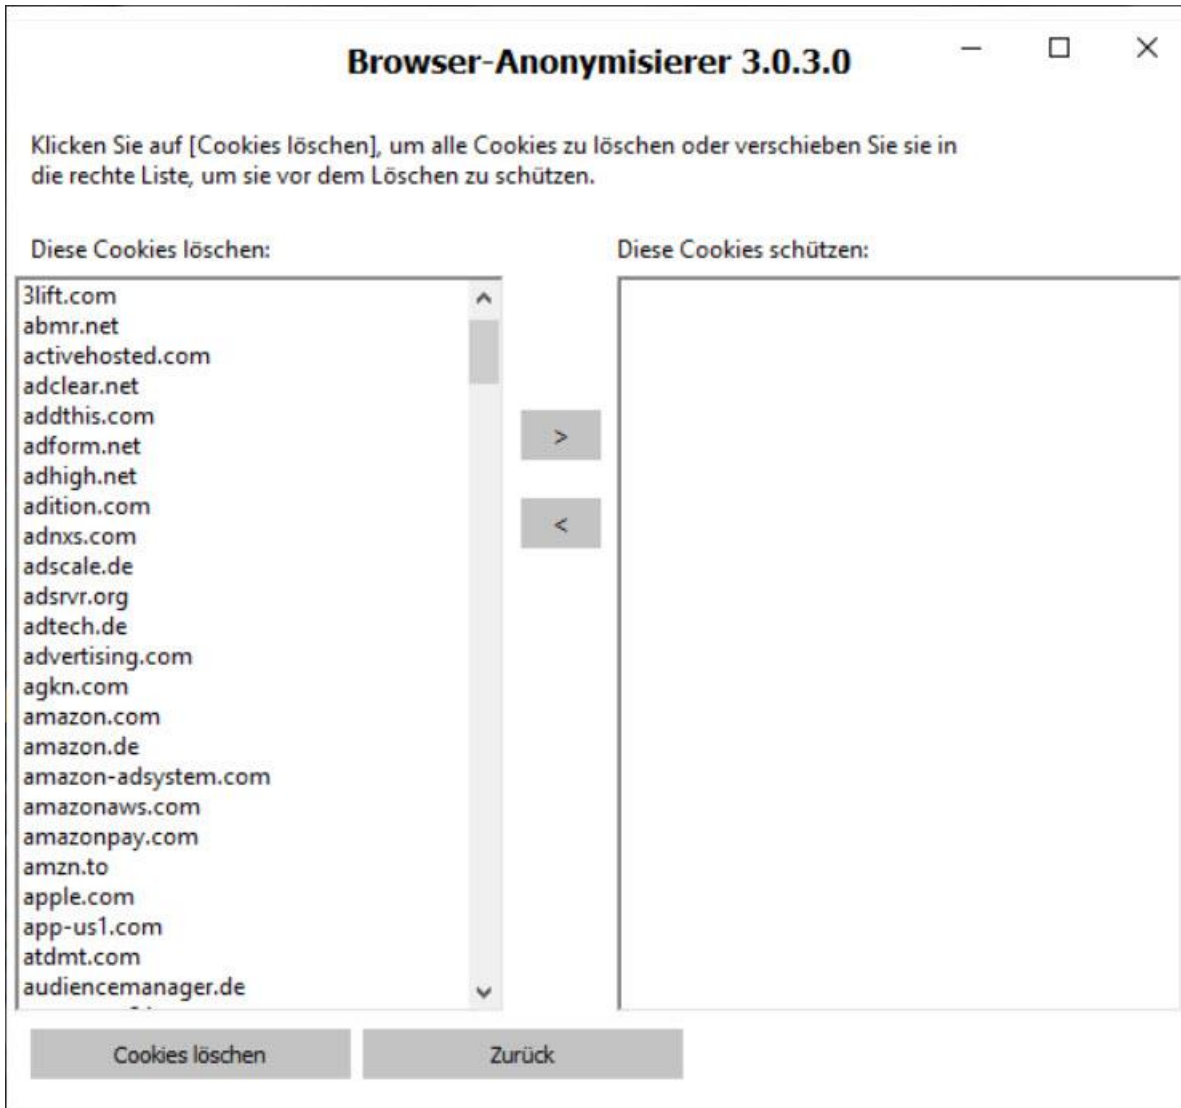 Browser-Anonymisierer 3.0.3.0
Klicken Sie auf [Cookies löschen], um alle Cookies zu löschen oder verschieben Sie sie in
die rechte Liste, um sie vor dem Löschen zu schützen.
Diese Cookies löschen:
Diese Cookies schützen:
3lift.com
abmr.net
activehosted.com
adclear.net
addthis.com
adform.net
adhigh.net
adition.com
adnxs.com
adscale.de
adsrvr.org
adtech.de
advertising.com
agkn.com
amazon.com
amazon.de
amazon-adsystem.com
amazonaws.com
amazonpay.com
amzn.to
apple.com
app-us1.com
atdmt.com
audiencemanager.de
>
<
Cookies löschen
Zurück